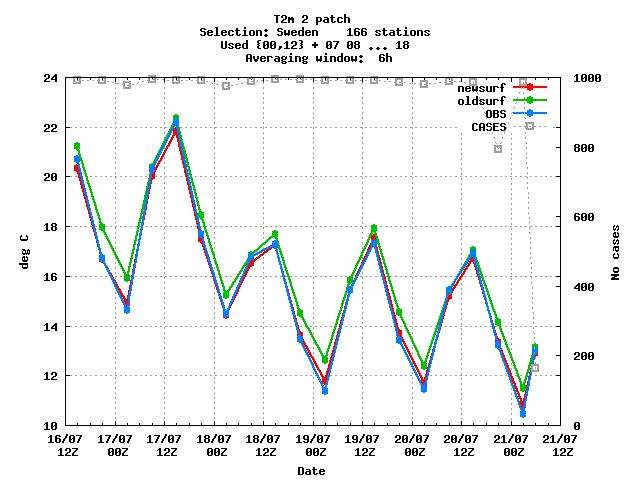 T2m 2 patch
Selection: Sweden    166 stations
Used {00,12} + 07 08 ... 18
Averaging window:  6h
24
22
20
18
16
14
12
10
deg C
1000
800
600
400
200
0
No cases
newsurf
oldsurf
OBS
CASES
16/07 17/07 17/07 18/07 18/07 19/07 19/07 20/07 20/07 21/07 21/07
12Z 00Z 12Z 00Z 12Z 00Z 12Z 00Z 12Z 00Z 12Z
Date